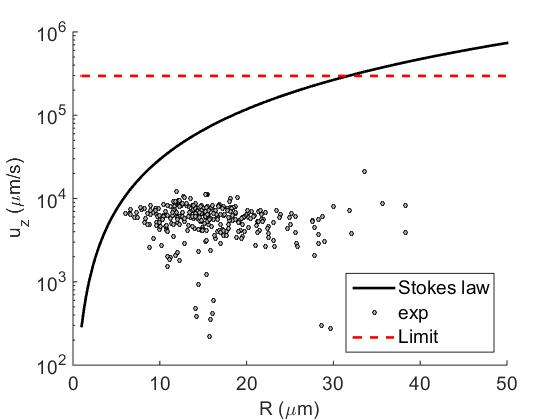 10^6
10^5
10^4
10^3
10^2
u_z (μm/s)
0 10 20 30 40 50
R (μm)
Stokes law
exp
Limit